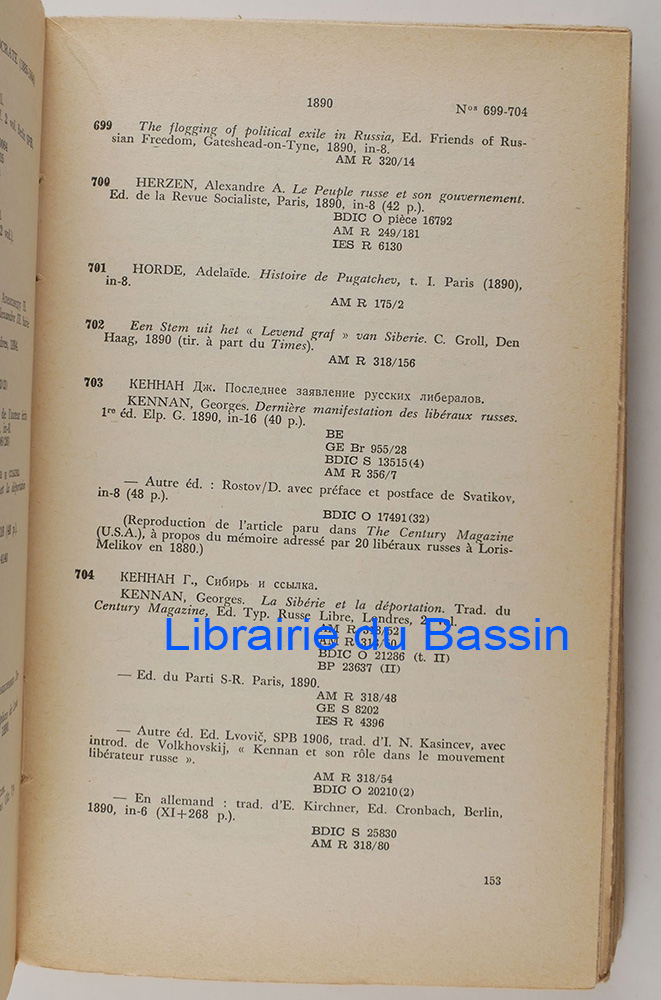 1890
Nos 699-704
699 The flogging of political exile in Russia, Ed. Friends of Rus-
sian Freedom, Gateshead-on-Tyne, 1890, in-8.
AM R 320/14
700 HERZEN, Alexandre A. Le Peuple russe et son gouvernement.
Ed. de la Revue Socialiste, Paris, 1890, in-8 (42 p.).
BDIC O pièce 16792
AM R 249/181
IES R 6130
701 HORDE, Adelaïde. Histoire de Pugatchev, t. I. Paris (1890),
in-8.
AM R 175/2
702 Een Stem uit het « Levend graf » van Siberie. C. Groll, Den
Haag, 1890 (tir. à part du Times).
AM R 318/156
703 КЕННАН Дж. Последнее заявление русских либералов.
KENNAN, Georges. Dernière manifestation des libéraux russes.
1re éd. Elp. G. 1890, in-16 (40 p.).
BE
GE Br 955/28
BDIC S 13515(4)
AM R 356/7
— Autre éd. : Rostov/D. avec préface et postface de Svatikov,
in-8 (48 p.).
BDIC O 17491(32)
(Reproduction de l'article paru dans The Century Magazine
(U.S.A.), à propos du mémoire adressé par 20 libéraux russes à Loris-
Melikov en 1880.)
704 КЕННАН Г., Сибирь и ссылка.
KENNAN, Georges. La Sibérie et la déportation. Trad. du
Century Magazine, Ed. Typ. Russe Libre, Londres, 2 vol.
AM R
Librairie du Bassin
AM R
BDIC O 21286 (t. II)
BP 23637 (II)
— Ed. du Parti S-R. Paris, 1890.
AM R 318/48
GE S 8202
IES R 4396
— Autre éd. Ed. Lvovič, SPB 1906, trad. d'I. N. Kasincev, avec
introd. de Volkhovskij, « Kennan et son rôle dans le mouvement
libérateur russe ».
AM R 318/54
BDIC O 20210(2)
— En allemand : trad. d'E. Kirchner, Ed. Cronbach, Berlin,
1890, in-6 (XI+268 p.).
BDIC S 25830
AM R 318/80
153